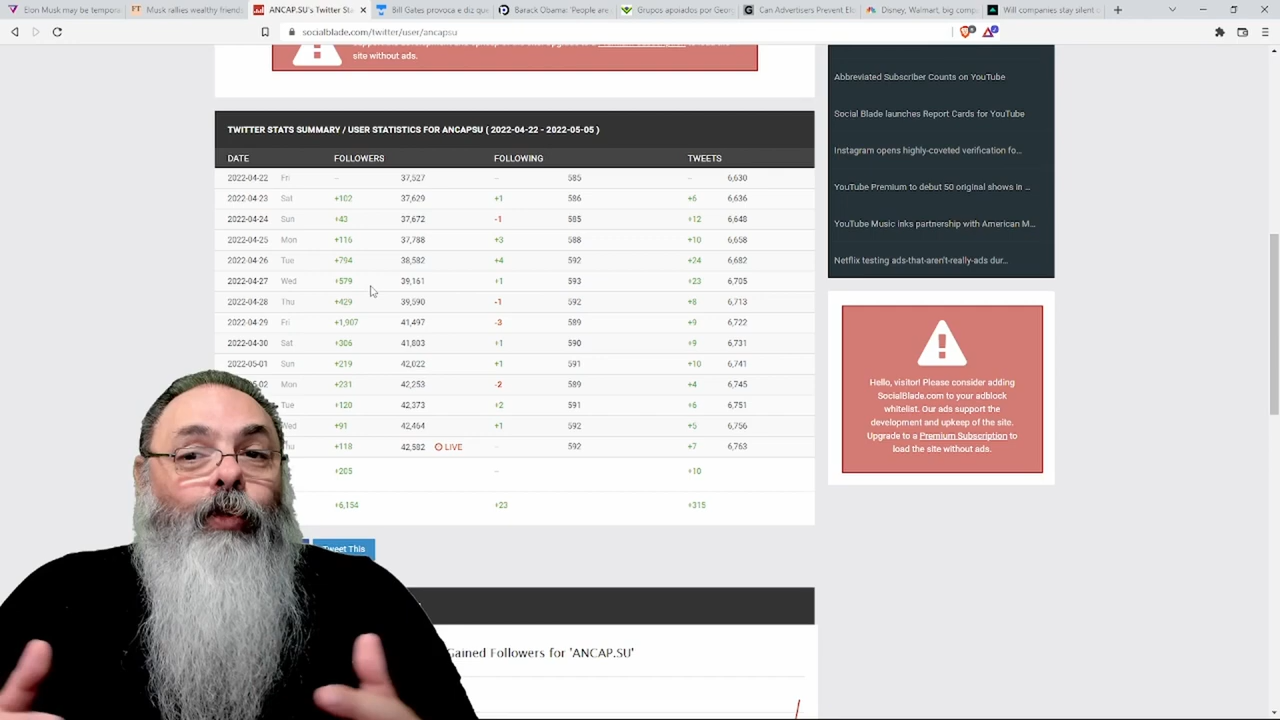 Elon Musk may be tempora
Musk rallies wealthy friends
ANCAP.SU's Twitter Sta
Bill Gates provoca e diz que
Barack Obama: 'People are
Grupos apoiados por Georg
Can Advertisers Prevent El
Disney, Walmart, big comp
Will companies stay silent o
socialblade.com/twitter/user/ancapsu
site without ads.
TWITTER STATS SUMMARY / USER STATISTICS FOR ANCAPSU ( 2022-04-22 - 2022-05-05 )
DATE FOLLOWERS FOLLOWING TWEETS
2022-04-22 Fri -- 37,527 -- 585 -- 6,630
2022-04-23 Sat +102 37,629 +1 586 +6 6,636
2022-04-24 Sun +43 37,672 -1 585 +12 6,648
2022-04-25 Mon +116 37,788 +3 588 +10 6,658
2022-04-26 Tue +794 38,582 +4 592 +24 6,682
2022-04-27 Wed +579 39,161 +1 593 +23 6,705
2022-04-28 Thu +429 39,590 -1 592 +8 6,713
2022-04-29 Fri +1,907 41,497 -3 589 +9 6,722
2022-04-30 Sat +306 41,803 +1 590 +9 6,731
2022-05-01 Sun +219 42,022 +1 591 +10 6,741
-02 Mon +231 42,253 -2 589 +4 6,745
Tue +120 42,373 +2 591 +6 6,751
Wed +91 42,464 +1 592 +5 6,756
hu +118 42,582 LIVE -- 592 +7 6,763
+205 -- +10
+6,154 +23 +315
Tweet This
Gained Followers for 'ANCAP.SU'
Abbreviated Subscriber Counts on YouTube
Social Blade launches Report Cards for YouTube
Instagram opens highly-coveted verification fo...
YouTube Premium to debut 50 original shows in ...
YouTube Music inks partnership with American M...
Netflix testing ads-that-aren't-really-ads dur...
Hello, visitor! Please consider adding
SocialBlade.com to your adblock
whitelist. Our ads support the
development and upkeep of the site.
Upgrade to a Premium Subscription to
load the site without ads.